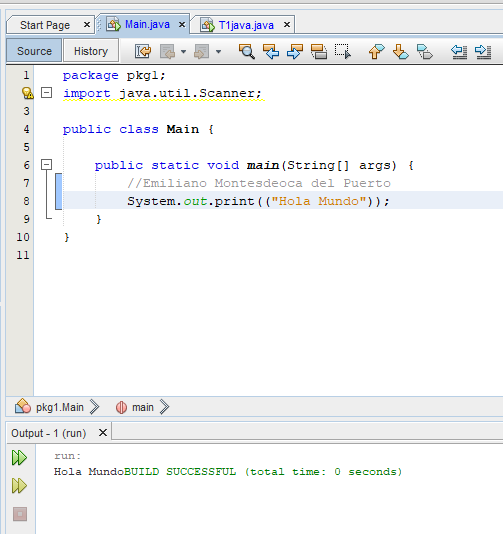 Start Page Main.java T1java.java
Source History
1 package pkg1;
import java.util.Scanner;
3
4 public class Main {
5
6 public static void main(String[] args) {
7 //Emiliano Montesdeoca del Puerto
8 System.out.print(("Hola Mundo"));
9 }
10 }
11
pkg1.Main main
Output - 1 (run)
run:
Hola MundoBUILD SUCCESSFUL (total time: 0 seconds)